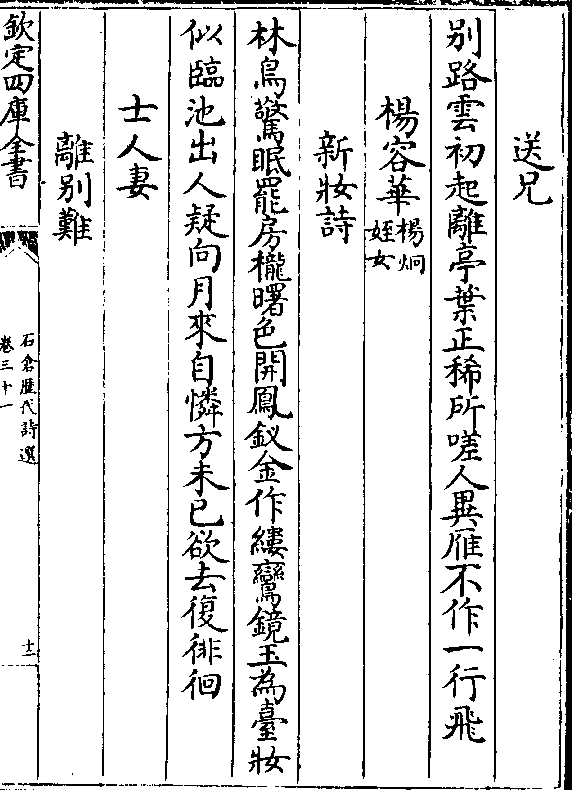 送兄
别路雲初起離亭葉正稀所嗟人異雁不作一行飛
楊容華楊炯姪女
新妝詩
林鳥驚眠罷房櫳曙色開鳳釵金作縷鸞鏡玉為臺妝
似臨池出人疑向月來自憐方未已欲去復徘徊
士人妻
離别難
欽定四庫全書
石倉歴代詩選
卷三十一
十二